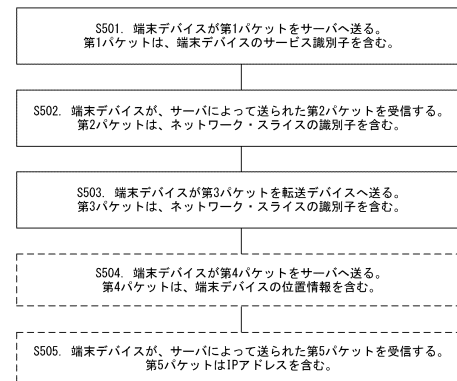 S501. 端末デバイスが第1パケットをサーバへ送る。
第1パケットは、端末デバイスのサービス識別子を含む。
S502. 端末デバイスが、サーバによって送られた第2パケットを受信する。
第2パケットは、ネットワーク・スライスの識別子を含む。
S503. 端末デバイスが第3パケットを転送デバイスへ送る。
第3パケットは、ネットワーク・スライスの識別子を含む。
S504. 端末デバイスが第4パケットをサーバへ送る。
第4パケットは、端末デバイスの位置情報を含む。
S505. 端末デバイスが、サーバによって送られた第5パケットを受信する。
第5パケットはIPアドレスを含む。